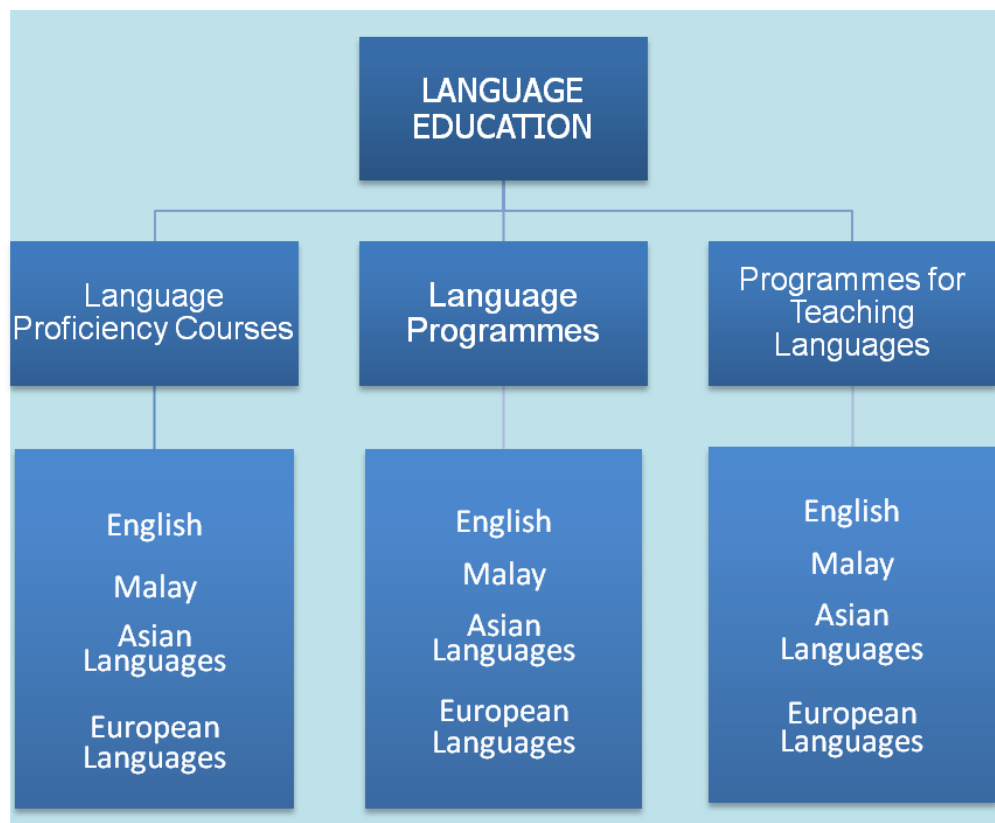 LANGUAGE
EDUCATION
Language
Proficiency Courses
Language
Programmes
Programmes for
Teaching
Languages
English
Malay
Asian
Languages
European
Languages
English
Malay
Asian
Languages
European
Languages
English
Malay
Asian
Languages
European
Languages